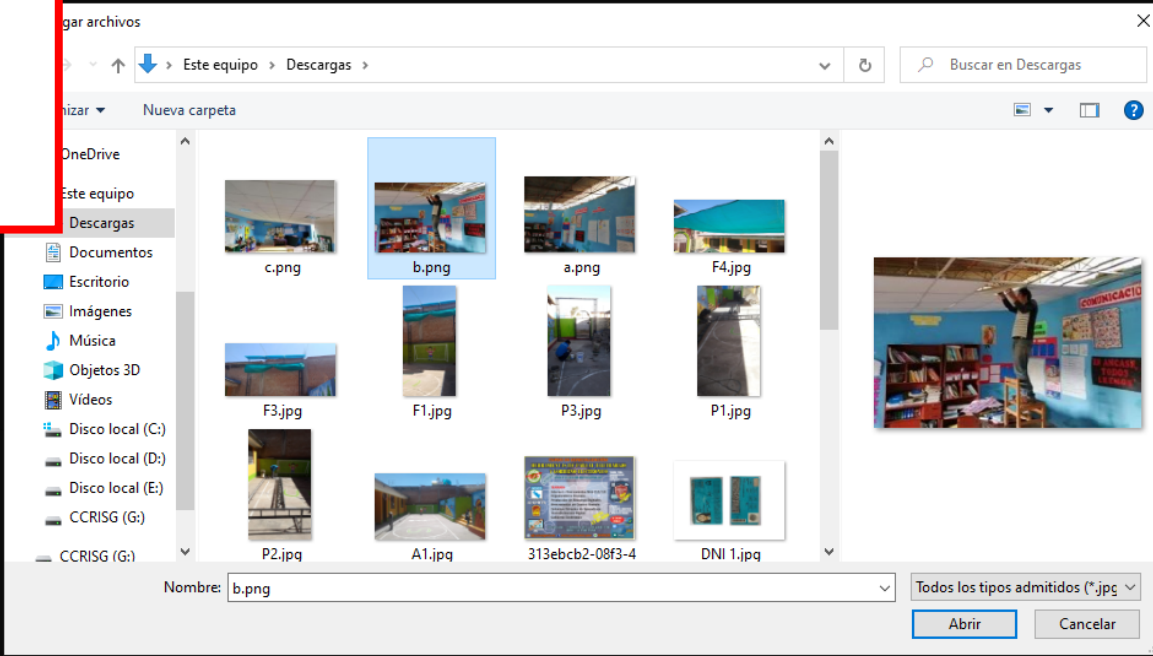 gar archivos
Este equipo > Descargas >
Buscar en Descargas
nizar
Nueva carpeta
OneDrive
Este equipo
Descargas
Documentos
Escritorio
Imágenes
Música
Objetos 3D
Vídeos
Disco local (C:)
Disco local (D:)
Disco local (E:)
CCRISG (G:)
CCRISG (G:)
c.png
b.png
a.png
F4.jpg
F3.jpg
F1.jpg
P3.jpg
P1.jpg
P2.jpg
A1.jpg
313ebcb2-08f3-4
DNI 1.jpg
COMUNICACIO
Nombre:
b.png
Todos los tipos admitidos (*.jpg
Abrir
Cancelar